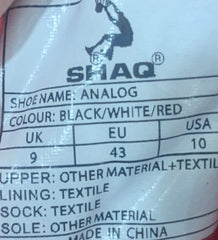 ® ®
SHAQ
SHOE NAME: ANALOG
COLOUR: BLACK/WHITE/RED
UK EU USA
9 43 10
UPPER: OTHER MATERIAL+TEXTIL
LINING: TEXTILE
SOCK: TEXTILE
SOLE: OTHER MATERIAL
MADE IN CHINA